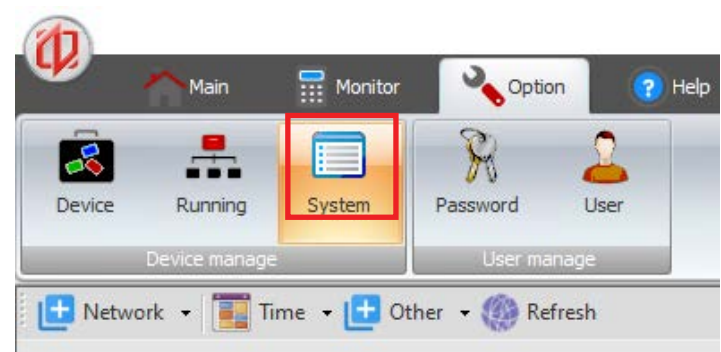 Main Monitor Option Help
Device Running System Password User
Device manage User manage
Network Time Other Refresh